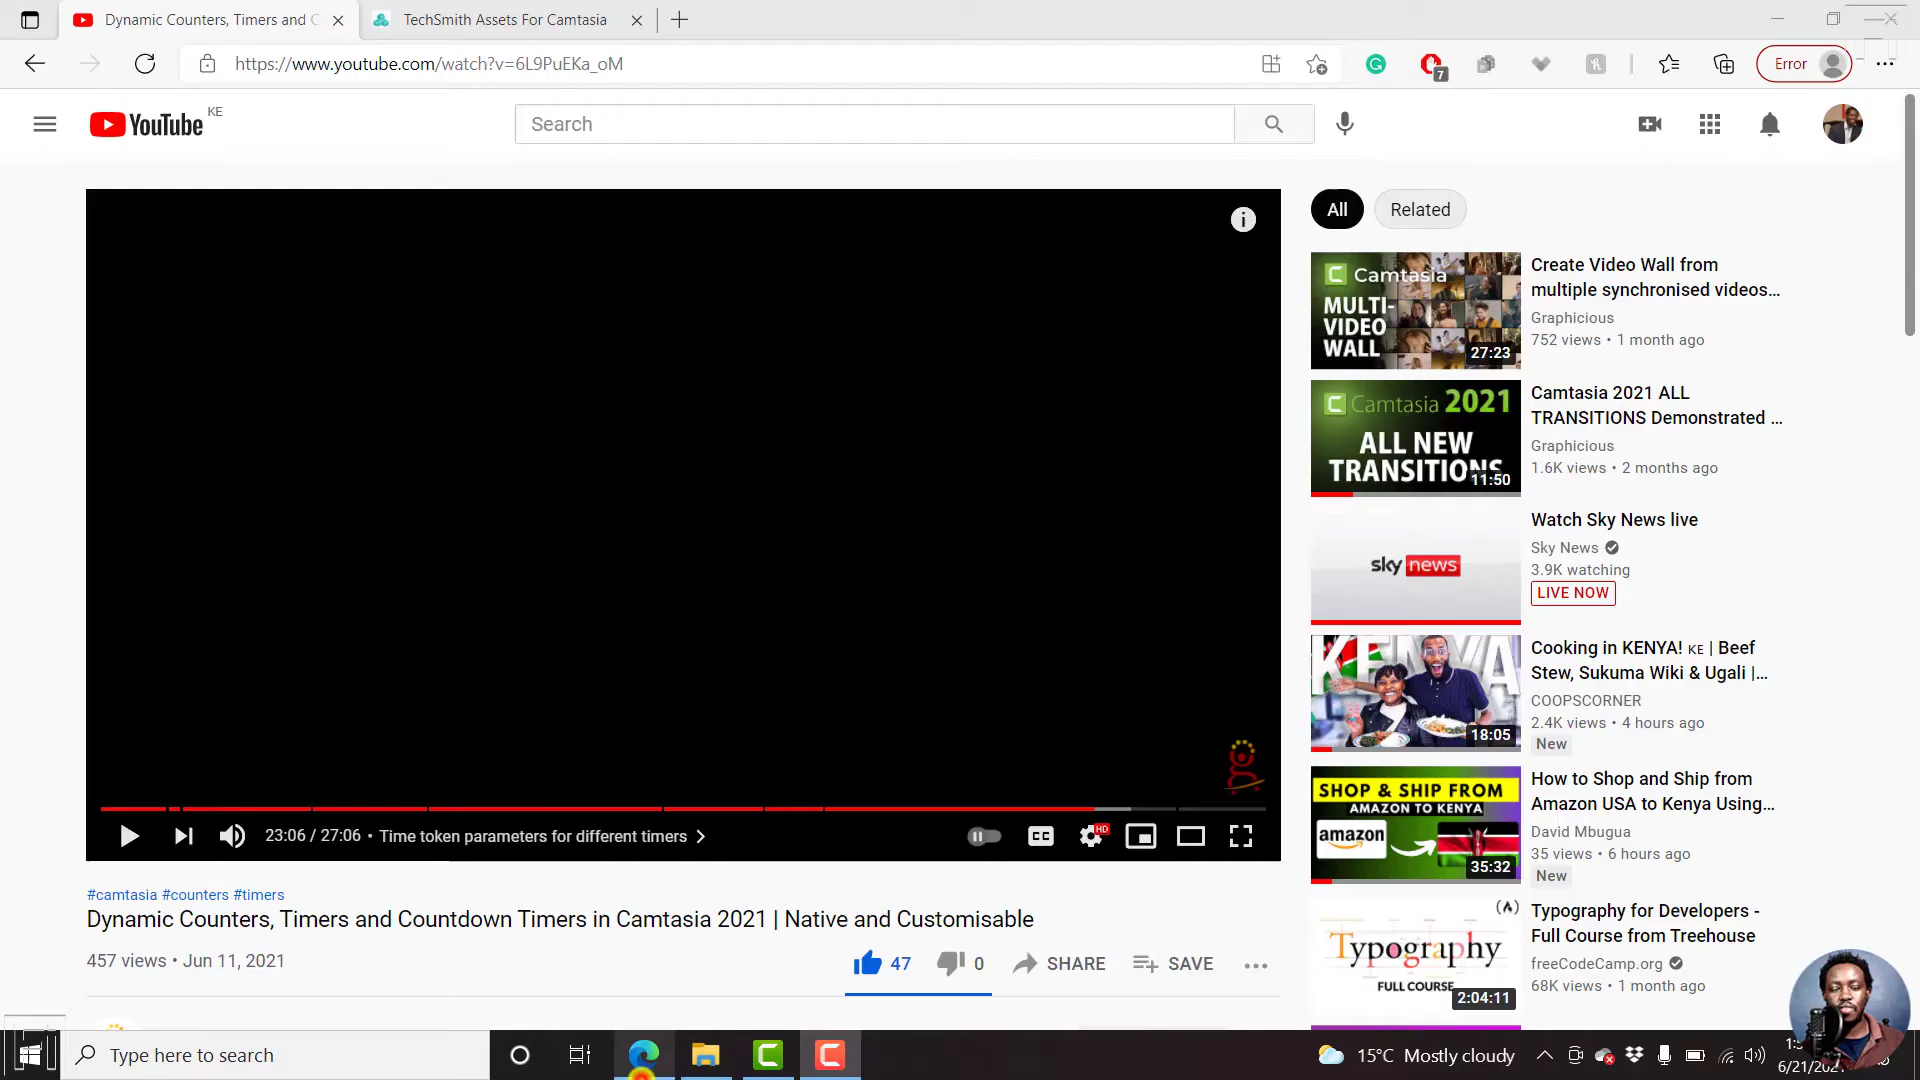 Dynamic Counters, Timers and C
TechSmith Assets For Camtasia
https://www.youtube.com/watch?v=6L9PuEKa_oM
7
Error
YouTube KE
Search
All
Related
Camtasia
MULTI-
VIDEO
WALL
27:23
Create Video Wall from
multiple synchronised videos...
Graphicious
752 views • 1 month ago
Camtasia 2021
ALL NEW
TRANSITIONS
11:50
Camtasia 2021 ALL
TRANSITIONS Demonstrated ...
Graphicious
1.6K views • 2 months ago
sky news
Watch Sky News live
Sky News
3.9K watching
LIVE NOW
KENYA
18:05
Cooking in KENYA! KE | Beef
Stew, Sukuma Wiki & Ugali |...
COOPSCORNER
2.4K views • 4 hours ago
New
SHOP & SHIP FROM
AMAZON TO KENYA
amazon
35:32
How to Shop and Ship from
Amazon USA to Kenya Using...
David Mbugua
35 views • 6 hours ago
New
Typography
FULL COURSE
2:04:11
Typography for Developers -
Full Course from Treehouse
freeCodeCamp.org
68K views • 1 month ago
23:06 / 27:06 • Time token parameters for different timers
CC
HD
#camtasia #counters #timers
Dynamic Counters, Timers and Countdown Timers in Camtasia 2021 | Native and Customisable
457 views • Jun 11, 2021
47
0
SHARE
SAVE
Type here to search
15°C Mostly cloudy
6/21/202